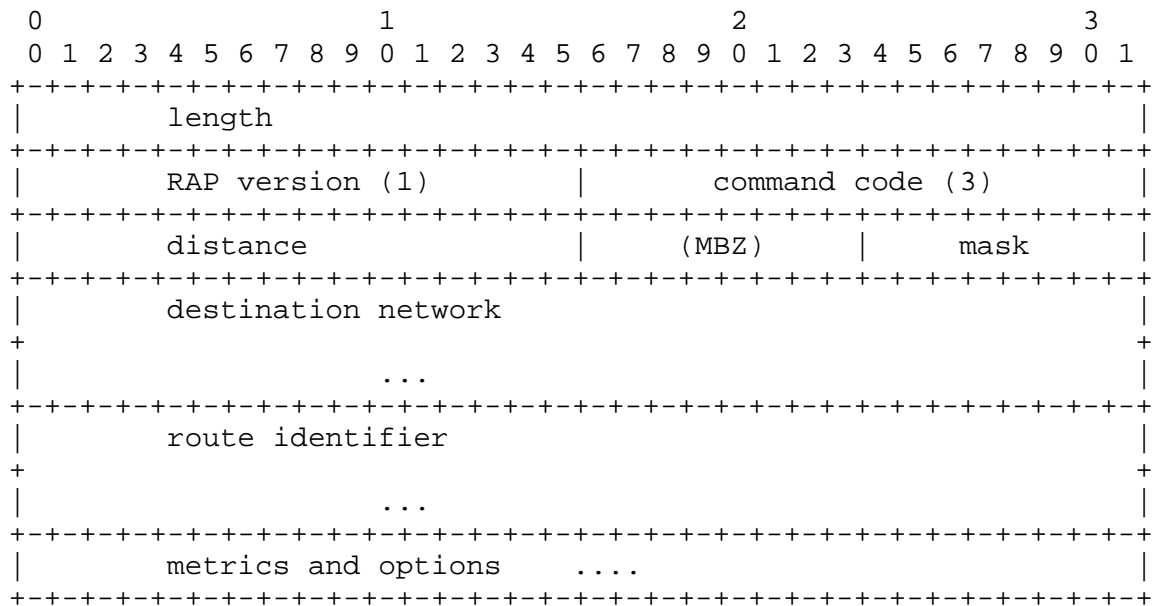 0                   1                   2                   3
 0 1 2 3 4 5 6 7 8 9 0 1 2 3 4 5 6 7 8 9 0 1 2 3 4 5 6 7 8 9 0 1
+-+-+-+-+-+-+-+-+-+-+-+-+-+-+-+-+-+-+-+-+-+-+-+-+-+-+-+-+-+-+-+-+
|        length                                                 |
+-+-+-+-+-+-+-+-+-+-+-+-+-+-+-+-+-+-+-+-+-+-+-+-+-+-+-+-+-+-+-+-+
|        RAP version (1)        |       command code (3)        |
+-+-+-+-+-+-+-+-+-+-+-+-+-+-+-+-+-+-+-+-+-+-+-+-+-+-+-+-+-+-+-+-+
|        distance               |     (MBZ)     |     mask      |
+-+-+-+-+-+-+-+-+-+-+-+-+-+-+-+-+-+-+-+-+-+-+-+-+-+-+-+-+-+-+-+-+
|        destination network                                    |
+                                                               +
|                    ...                                        |
+-+-+-+-+-+-+-+-+-+-+-+-+-+-+-+-+-+-+-+-+-+-+-+-+-+-+-+-+-+-+-+-+
|        route identifier                                       |
+                                                               +
|                    ...                                        |
+-+-+-+-+-+-+-+-+-+-+-+-+-+-+-+-+-+-+-+-+-+-+-+-+-+-+-+-+-+-+-+-+
|        metrics and options    ....                            |
+-+-+-+-+-+-+-+-+-+-+-+-+-+-+-+-+-+-+-+-+-+-+-+-+-+-+-+-+-+-+-+-+